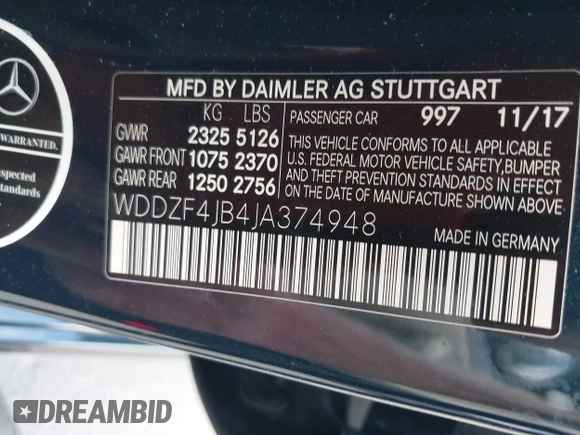 MFD BY DAIMLER AG STUTTGART
KG LBS
GVWR 2325 5126
GAWR FRONT 1075 2370
GAWR REAR 1250 2756
PASSENGER CAR 997 11/17
THIS VEHICLE CONFORMS TO ALL APPLICABLE
U.S. FEDERAL MOTOR VEHICLE SAFETY, BUMPER
AND THEFT PREVENTION STANDARDS IN EFFECT
ON THE DATE OF MANUFACTURE SHOWN ABOVE.
WDDZF4JB4JA374948
MADE IN GERMANY
WARRANTED.
spected
standards
DREAMBID